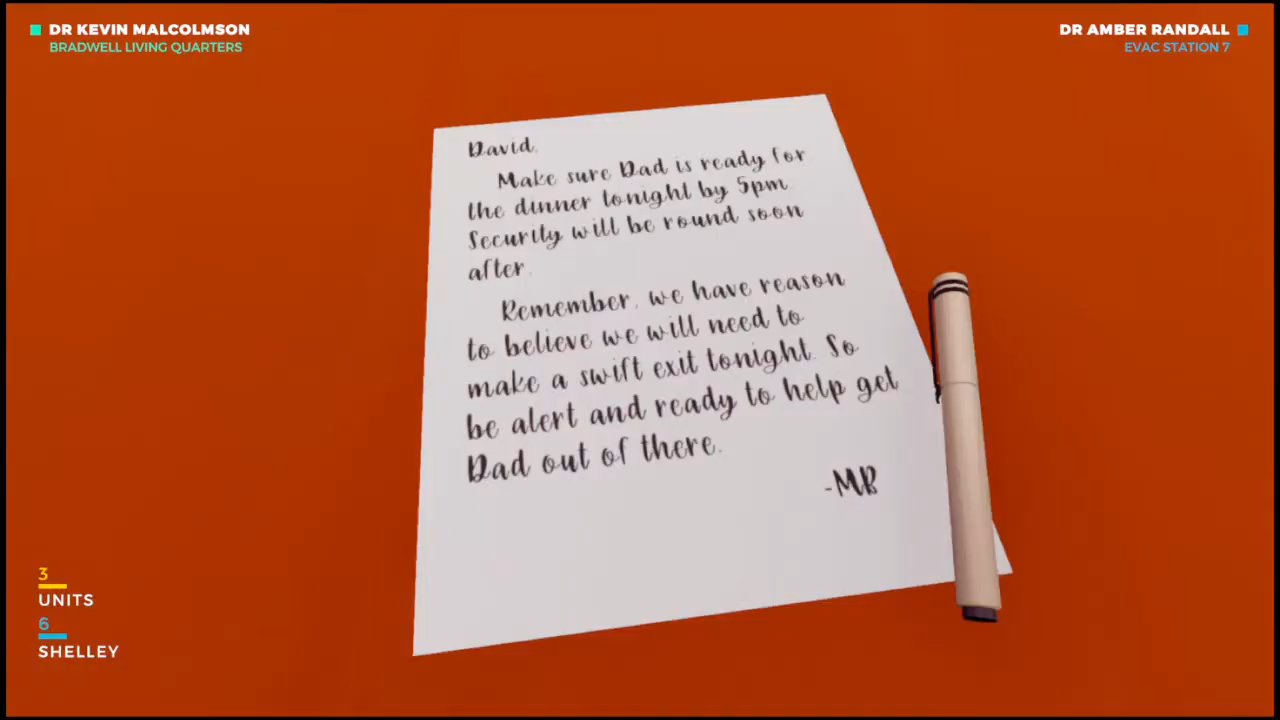 DR KEVIN MALCOLMSON
BRADWELL LIVING QUARTERS
DR AMBER RANDALL
EVAC STATION 7
David,
Make sure Dad is ready for
the dinner tonight by 5pm.
Security will be round soon
after.
Remember, we have reason
to believe we will need to
make a swift exit tonight. So
be alert and ready to help get
Dad out of there.
-MB
3
UNITS
6
SHELLEY